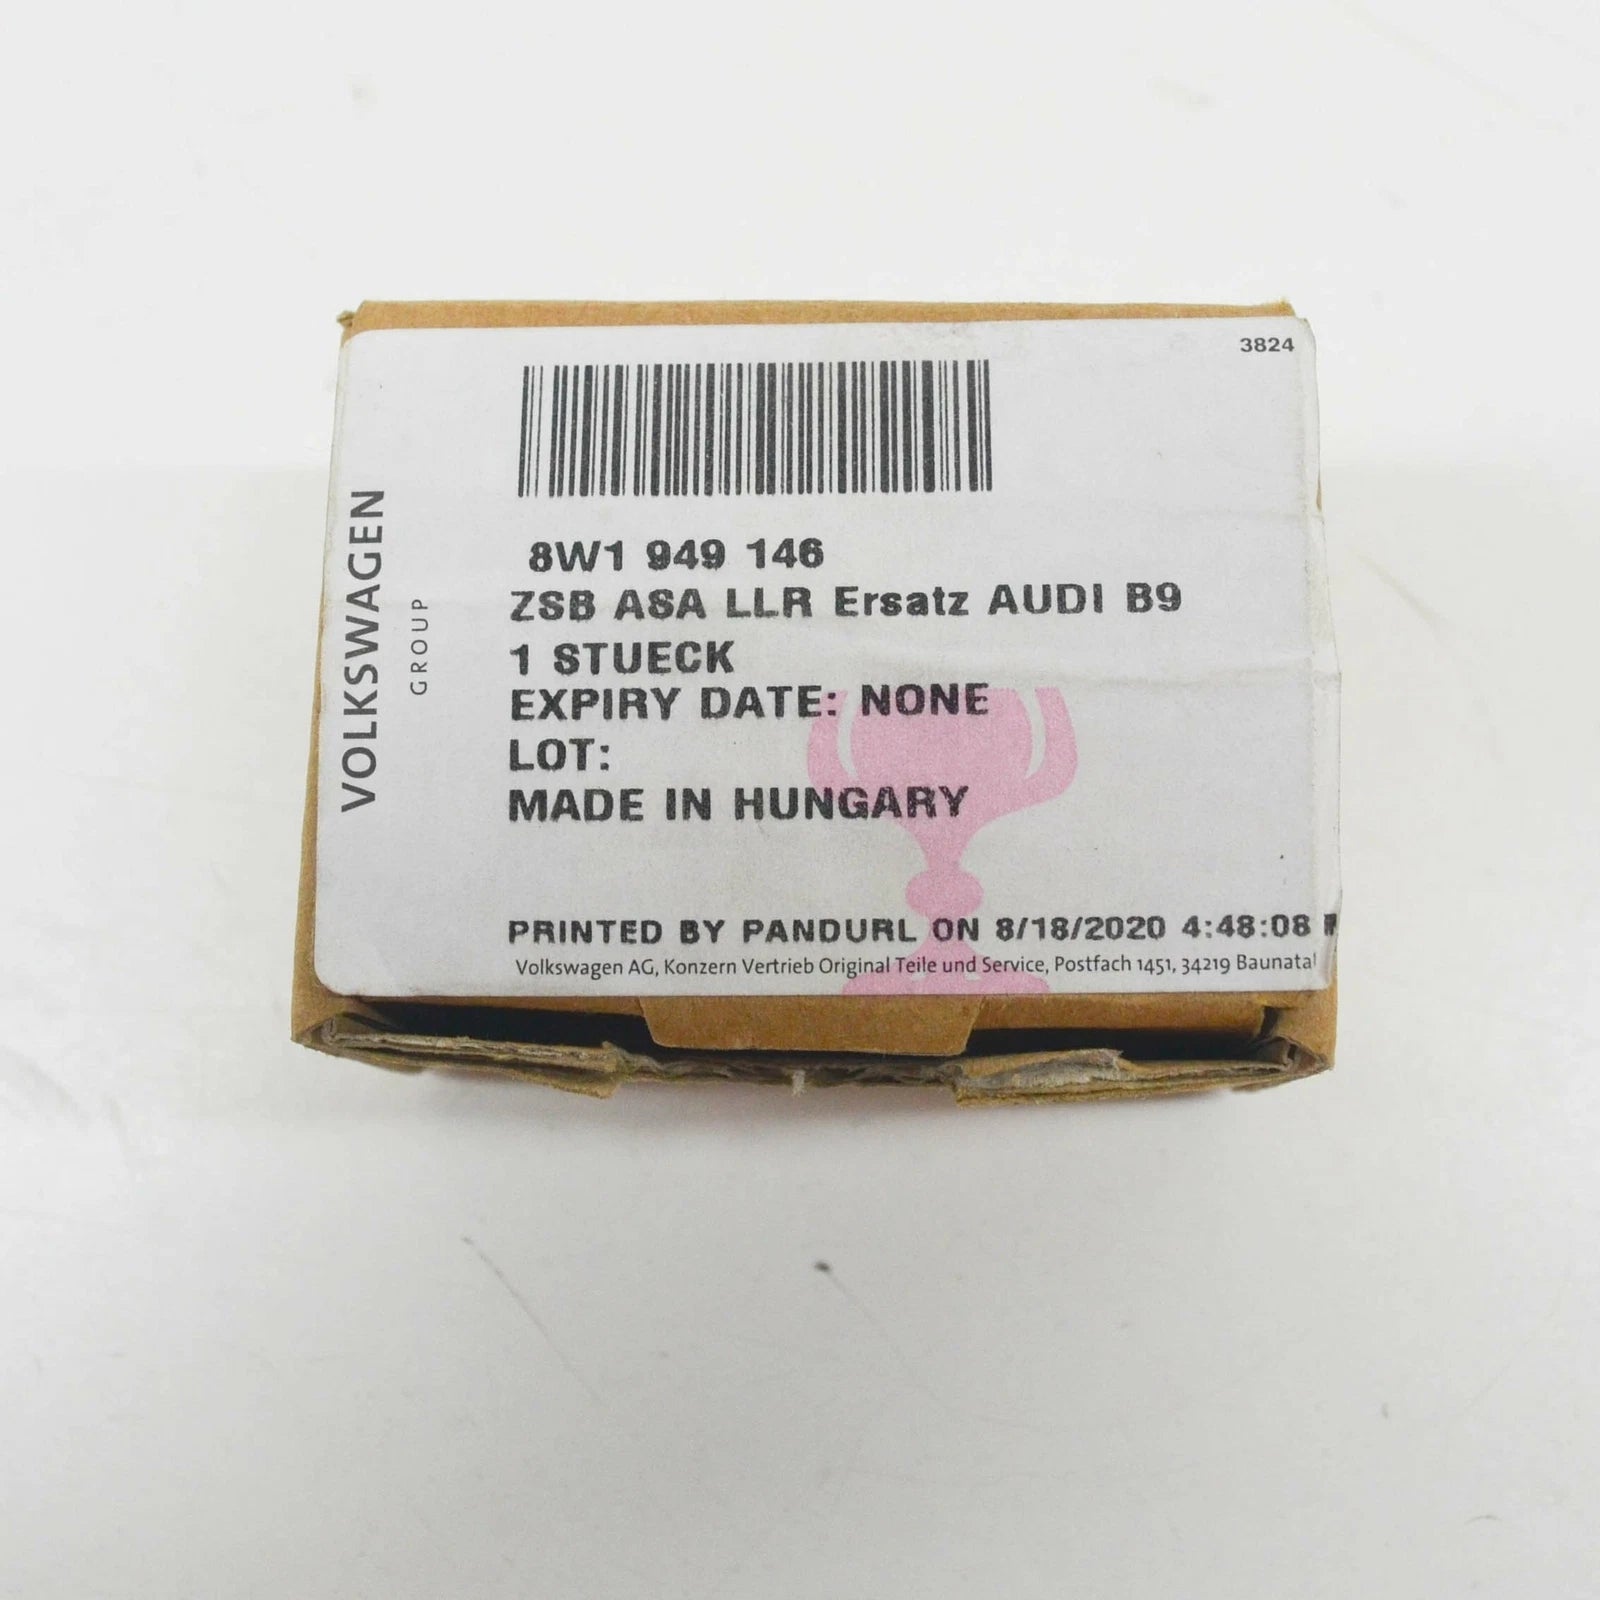 3824
VOLKSWAGEN
GROUP
8W1 949 146
ZSB ASA LLR Ersatz AUDI B9
1 STUECK
EXPIRY DATE: NONE
LOT:
MADE IN HUNGARY
PRINTED BY PANDURL ON 8/18/2020 4:48:08
Volkswagen AG, Konzern Vertrieb Original Teile und Service, Postfach 1451, 34219 Baunatal